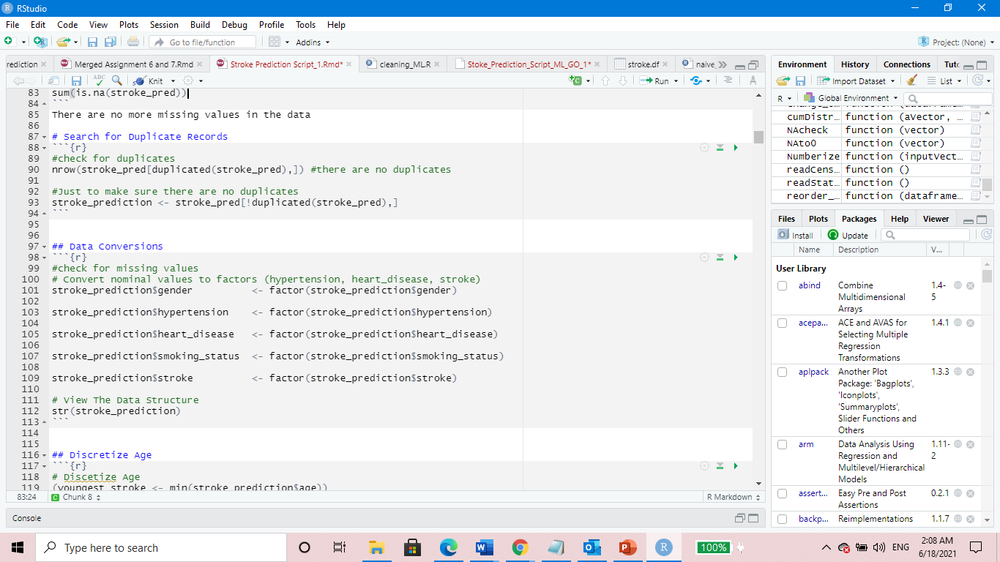 RStudio
File Edit Code View Plots Session Build Debug Profile Tools Help
Go to file/function Addins Project: (None)
rediction Merged Assignment 6 and 7.Rmd Stroke Prediction Script_1.Rmd* cleaning_ML.R Stoke_Prediction_Script_ML_GO_1* stroke.df naive_
ABC Knit Run
83 sum(is.na(stroke_pred))
84 ```
85 There are no more missing values in the data
86
87 # Search for Duplicate Records
88 ```{r}
89 #check for duplicates
90 nrow(stroke_pred[duplicated(stroke_pred),]) #there are no duplicates
91
92 #Just to make sure there are no duplicates
93 stroke_prediction <- stroke_pred[!duplicated(stroke_pred),]
94 ```
95
96
97 ## Data Conversions
98 ```{r}
99 #check for missing values
100 # Convert nominal values to factors (hypertension, heart_disease, stroke)
101 stroke_prediction$gender <- factor(stroke_prediction$gender)
102
103 stroke_prediction$hypertension <- factor(stroke_prediction$hypertension)
104
105 stroke_prediction$heart_disease <- factor(stroke_prediction$heart_disease)
106
107 stroke_prediction$smoking_status <- factor(stroke_prediction$smoking_status)
108
109 stroke_prediction$stroke <- factor(stroke_prediction$stroke)
110
111 # View The Data Structure
112 str(stroke_prediction)
113 ```
114
115
116 ## Discretize Age
117 ```{r}
118 # Discetize Age
119 (youngest_stroke <- min(stroke_prediction$age))
83:24 Chunk 8 R Markdown
Console
Environment History Connections Tuto
Import Dataset List
R Global Environment
cumDistr... function (aVector, ...
NAcheck function (vector)
NAto0 function (vector)
Numberize function (inputVect...
readCens... function ()
readStat... function ()
reorder_... function (dataframe...
Files Plots Packages Help Viewer
Install Update
Name Description V...
User Library
abind Combine Multidimensional Arrays 1.4-5
acepa... ACE and AVAS for Selecting Multiple Regression Transformations 1.4.1
aplpack Another Plot Package: 'Bagplots', 'Iconplots', 'Summaryplots', Slider Functions and Others 1.3.3
arm Data Analysis Using Regression and Multilevel/Hierarchical Models 1.11-2
assert... Easy Pre and Post Assertions 0.2.1
backp... Reimplementations 1.1.7
Type here to search
100%
ENG
2:08 AM
6/18/2021